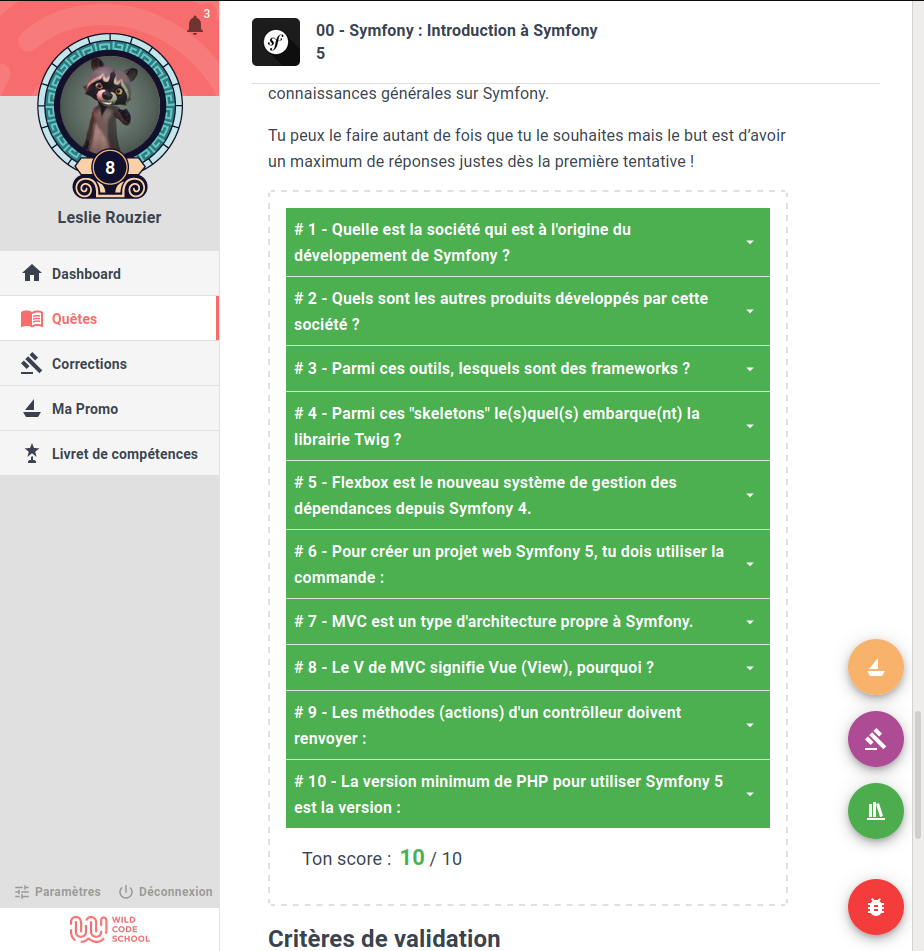 3
8
Leslie Rouzier
Dashboard
Quêtes
Corrections
Ma Promo
Livret de compétences
Paramètres
Déconnexion
WILD
CODE
SCHOOL
sf
00 - Symfony : Introduction à Symfony
5
connaissances générales sur Symfony.
Tu peux le faire autant de fois que tu le souhaites mais le but est d’avoir
un maximum de réponses justes dès la première tentative !
# 1 - Quelle est la société qui est à l'origine du
développement de Symfony ?
# 2 - Quels sont les autres produits développés par cette
société ?
# 3 - Parmi ces outils, lesquels sont des frameworks ?
# 4 - Parmi ces "skeletons" le(s)quel(s) embarque(nt) la
librairie Twig ?
# 5 - Flexbox est le nouveau système de gestion des
dépendances depuis Symfony 4.
# 6 - Pour créer un projet web Symfony 5, tu dois utiliser la
commande :
# 7 - MVC est un type d'architecture propre à Symfony.
# 8 - Le V de MVC signifie Vue (View), pourquoi ?
# 9 - Les méthodes (actions) d'un contrôlleur doivent
renvoyer :
# 10 - La version minimum de PHP pour utiliser Symfony 5
est la version :
Ton score : 10 / 10
Critères de validation